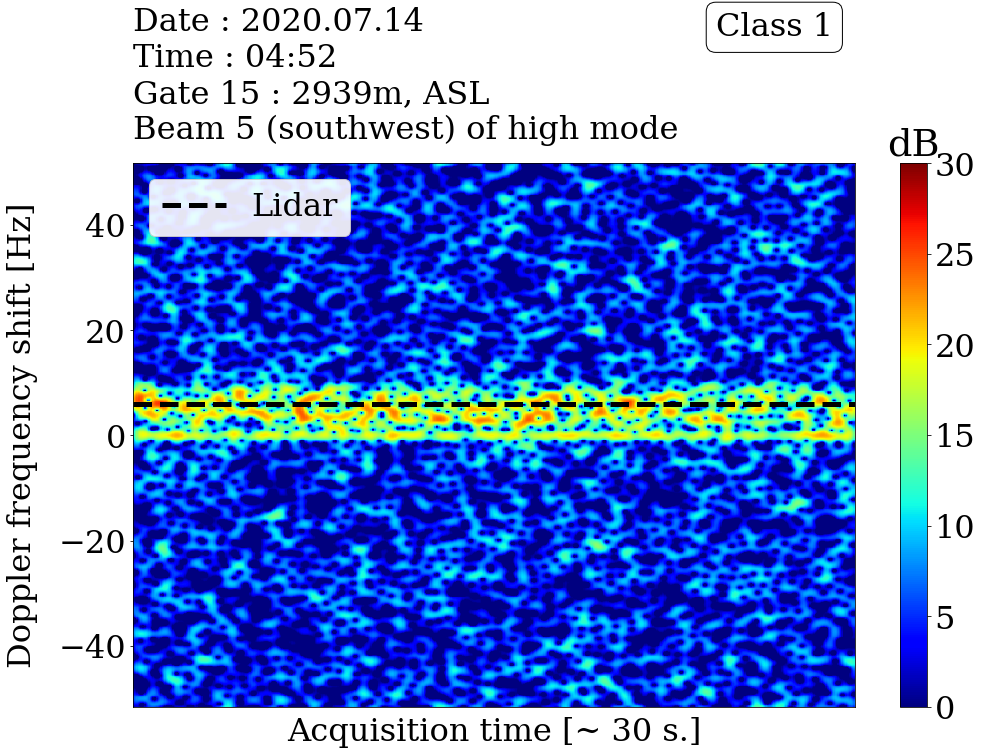 Date : 2020.07.14
Time : 04:52
Gate 15 : 2939m, ASL
Beam 5 (southwest) of high mode
Class 1
dB
Lidar
Doppler frequency shift [Hz]
40
20
0
−20
−40
Acquisition time [~ 30 s.]
30
25
20
15
10
5
0